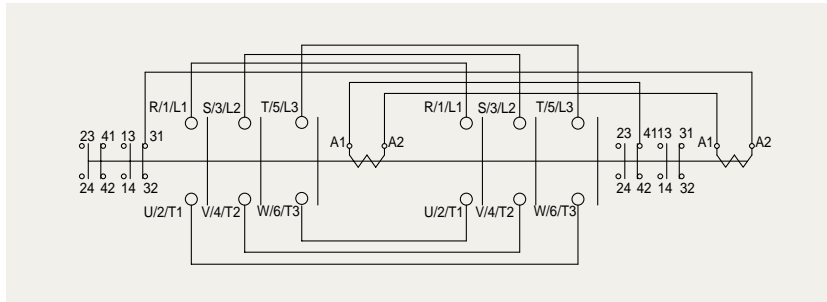 R/1/L1 S/3/L2 T/5/L3 R/1/L1 S/3/L2 T/5/L3
23 41 13 31 A1 A2 23 4113 31 A1 A2
24 42 14 32 24 42 14 32
U/2/T1 V/4/T2 W/6/T3 U/2/T1 V/4/T2 W/6/T3